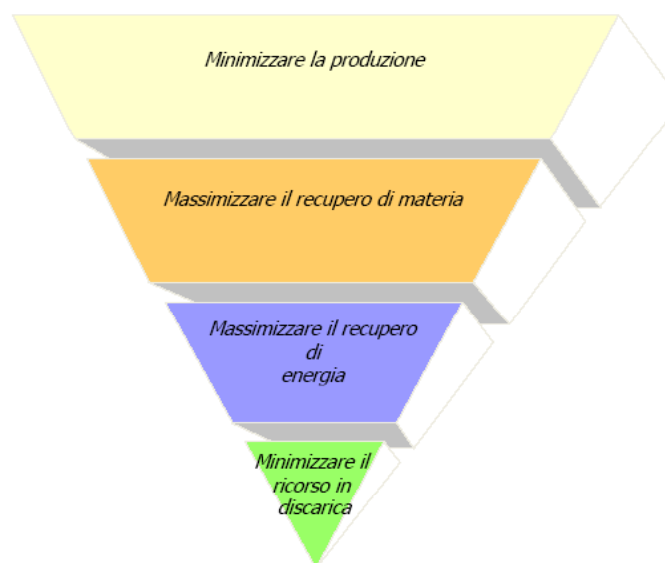 Minimizzare la produzione
Massimizzare il recupero di materia
Massimizzare il recupero
di
energia
Minimizzare il
ricorso in
discarica